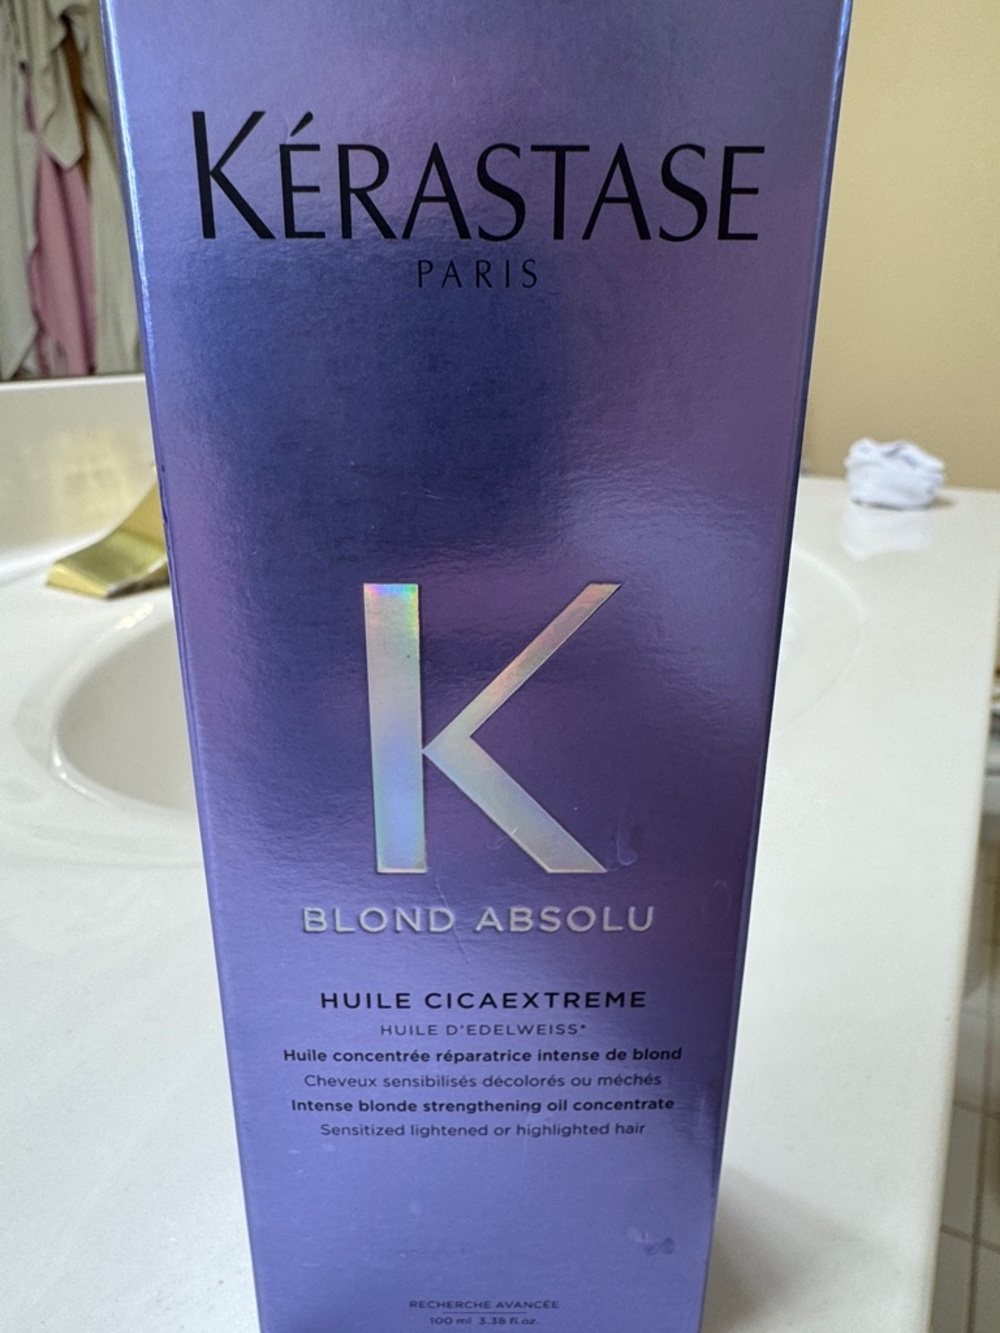 KÉRASTASE
PARIS
K
BLOND ABSOLU
HUILE CICAEXTREME
HUILE D'EDELWEISS*
Huile concentrée réparatrice intense de blond
Cheveux sensibilisés décolorés ou méchés
Intense blonde strengthening oil concentrate
Sensitized lightened or highlighted hair
RECHERCHE AVANCÉE
100 ml 3.38 fl.oz.